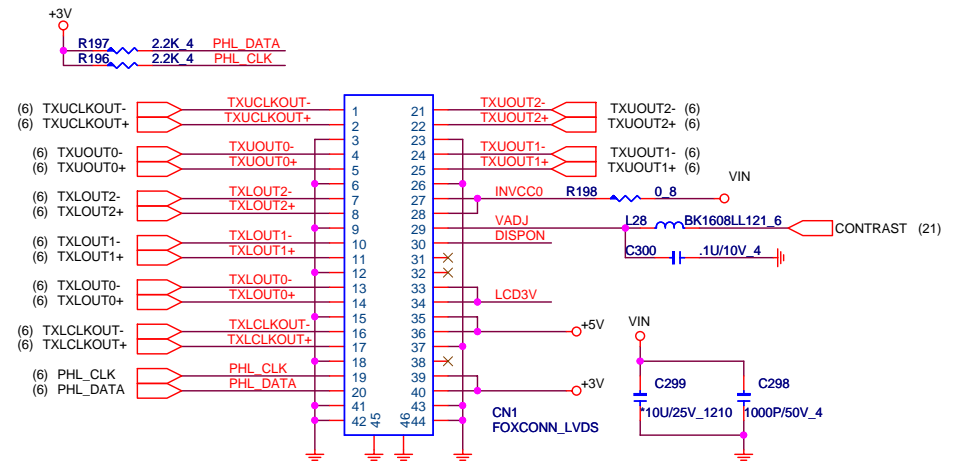 +3V
R197 2.2K_4 PHL_DATA
R196 2.2K_4 PHL_CLK
(6) TXUCLKOUT- TXUCLKOUT- 1 21 TXUOUT2- TXUOUT2- (6)
(6) TXUCLKOUT+ TXUCLKOUT+ 2 22 TXUOUT2+ TXUOUT2+ (6)
3 23
(6) TXUOUT0- TXUOUT0- 4 24 TXUOUT1- TXUOUT1- (6)
(6) TXUOUT0+ TXUOUT0+ 5 25 TXUOUT1+ TXUOUT1+ (6)
6 26
(6) TXLOUT2- TXLOUT2- 7 27 INVCC0 R198 0_8 VIN
(6) TXLOUT2+ TXLOUT2+ 8 28
9 29 VADJ L28 BK1608LL121_6 CONTRAST (21)
(6) TXLOUT1- TXLOUT1- 10 30 DISPON
(6) TXLOUT1+ TXLOUT1+ 11 31 C300 .1U/10V_4
12 32
(6) TXLOUT0- TXLOUT0- 13 33
(6) TXLOUT0+ TXLOUT0+ 14 34 LCD3V
15 35
(6) TXLCLKOUT- TXLCLKOUT- 16 36 +5V VIN
(6) TXLCLKOUT+ TXLCLKOUT+ 17 37
18 38
(6) PHL_CLK PHL_CLK 19 39
(6) PHL_DATA PHL_DATA 20 40 +3V C299 C298
41 43
42 45 46 44 CN1 *10U/25V_1210 1000P/50V_4
FOXCONN_LVDS